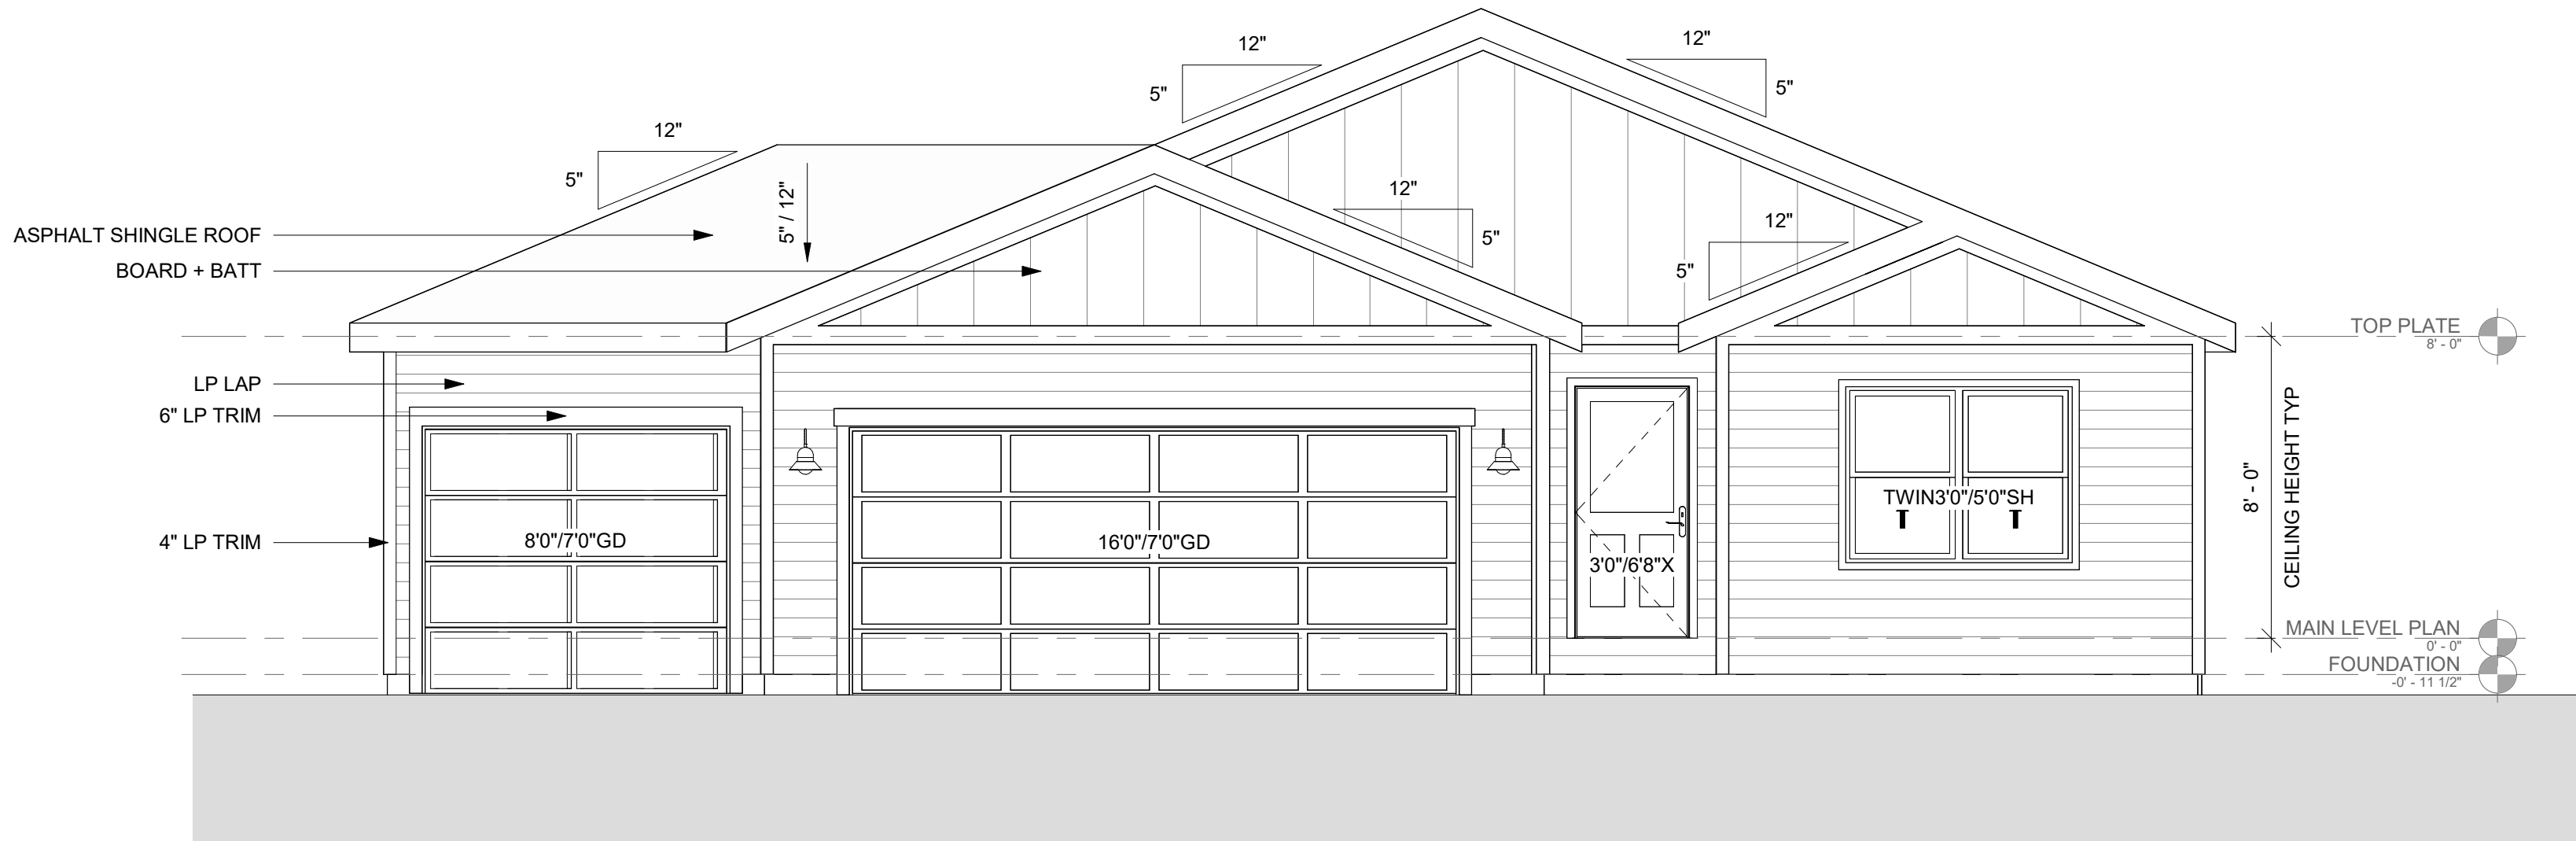 12"
5"
12"
5"
12"
5"
5" / 12"
12"
5"
12"
5"
ASPHALT SHINGLE ROOF
BOARD + BATT
LP LAP
6" LP TRIM
4" LP TRIM
8'0"/7'0"GD
16'0"/7'0"GD
3'0"/6'8"X
TWIN3'0"/5'0"SH
T
T
8' - 0"
CEILING HEIGHT TYP
TOP PLATE
8' - 0"
MAIN LEVEL PLAN
0' - 0"
FOUNDATION
-0' - 11 1/2"